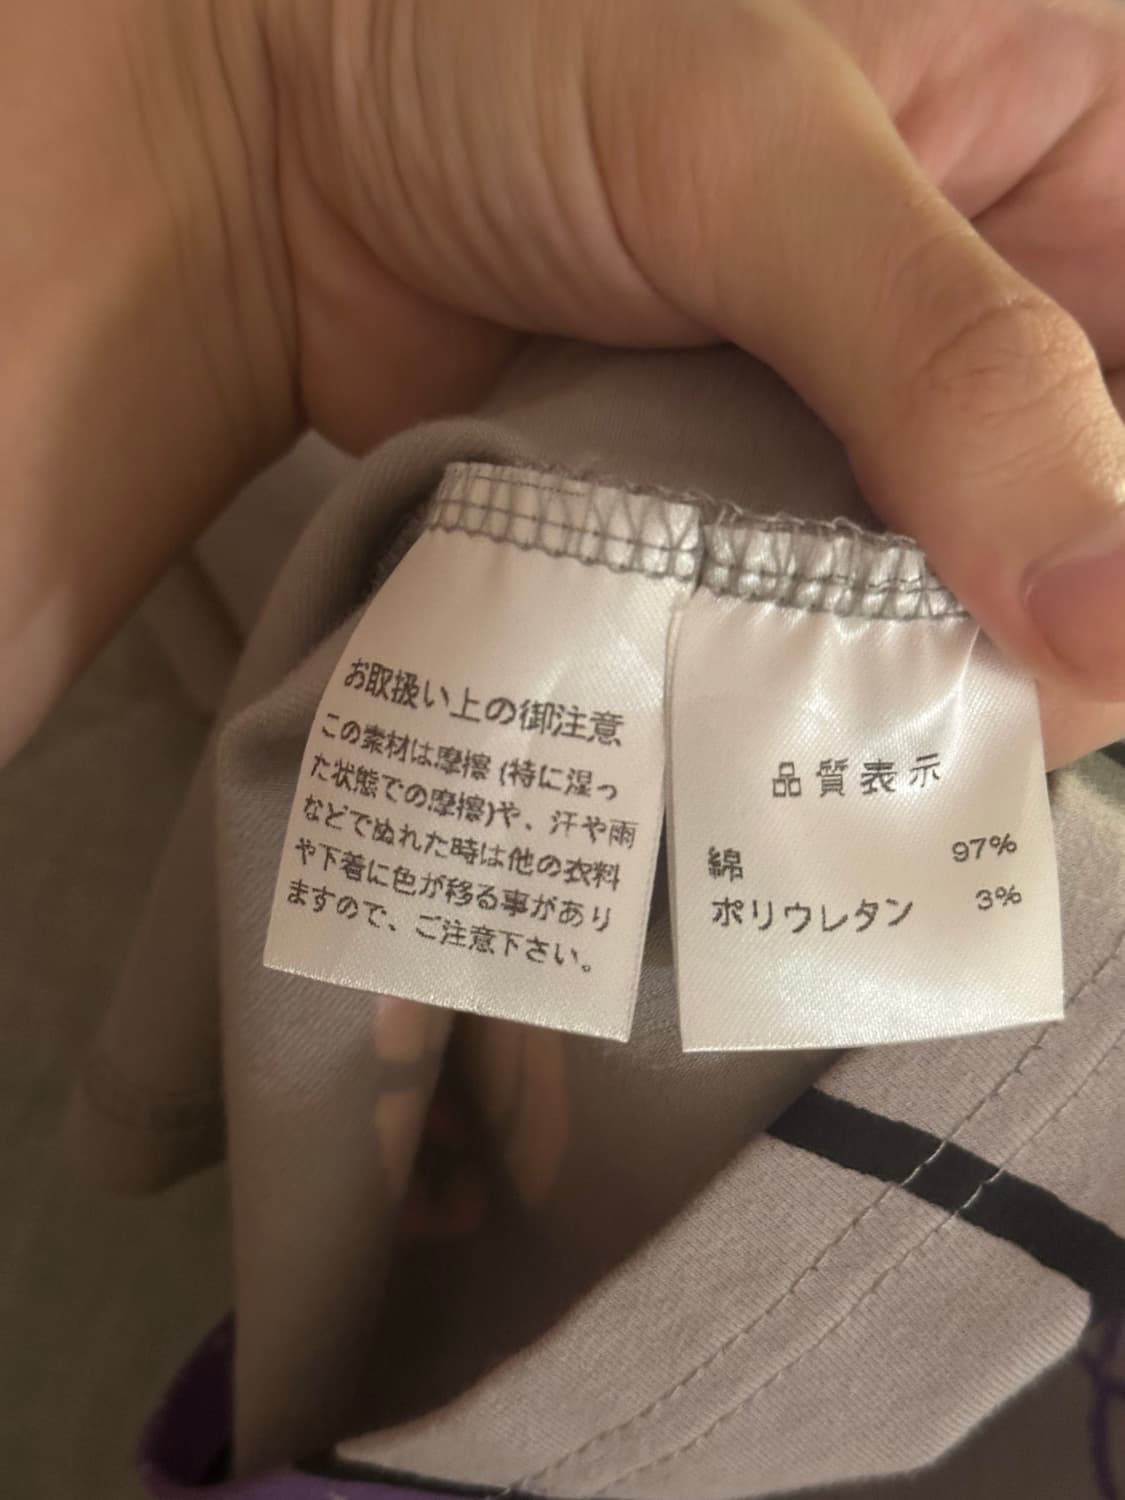 お取扱い上の御注意
この素材は摩擦(特に湿っ
た状態での摩擦)や、汗や雨
などでぬれた時は他の衣料
や下着に色が移る事があり
ますので、ご注意下さい。
品質表示
綿 97%
ポリウレタン 3%